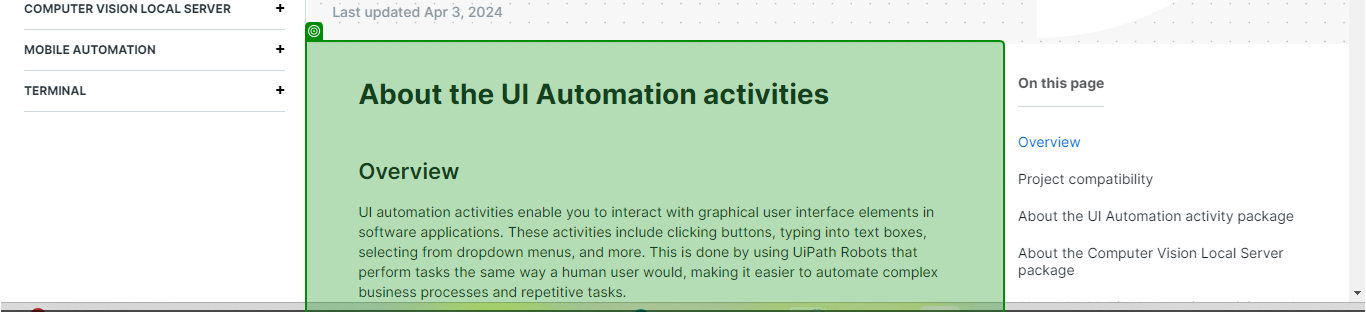 COMPUTER VISION LOCAL SERVER +
MOBILE AUTOMATION +
TERMINAL +
Last updated Apr 3, 2024
About the UI Automation activities
Overview
UI automation activities enable you to interact with graphical user interface elements in
software applications. These activities include clicking buttons, typing into text boxes,
selecting from dropdown menus, and more. This is done by using UiPath Robots that
perform tasks the same way a human user would, making it easier to automate complex
business processes and repetitive tasks.
On this page
Overview
Project compatibility
About the UI Automation activity package
About the Computer Vision Local Server
package